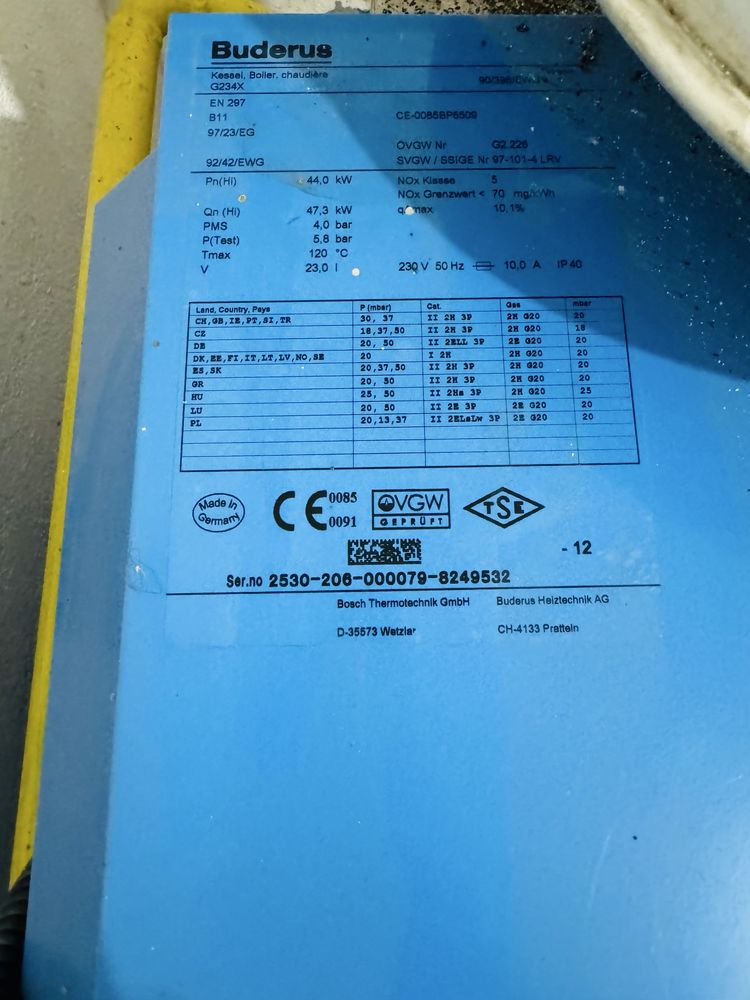 Buderus
Kessel, Boiler, chaudière
G234X
EN 297
B11 CE-0085BP5509
97/23/EG
ÖVGW Nr G2.226
92/42/EWG SVGW / SSIGE Nr 97-101-4 LRV
Pn(Hi) 44,0 kW NOx Klasse 5
NOx Grenzwert < 70 mg/kWh
Qn (Hi) 47,3 kW max 10,1%
PMS 4,0 bar
P(Test) 5,8 bar
Tmax 120 °C
V 23,0 l 230 V 50 Hz 10,0 A IP 40
Land, Country, Pays P (mbar) Cat. Gas mbar
CH,GB,IE,PT,SI,TR 30, 37 II 2H 3P 2H G20 20
CZ 18,37,50 II 2H 3P 2H G20 18
DE 20, 50 II 2ELL 3P 2E G20 20
DK,EE,FI,IT,LT,LV,NO,SE 20 I 2H 2H G20 20
ES,SK 20,37,50 II 2H 3P 2H G20 20
GR 20, 50 II 2H 3P 2H G20 20
HU 25, 50 II 2Hs 3P 2H G20 25
LU 20, 50 II 2E 3P 2E G20 20
PL 20,13,37 II 2ELsLw 3P 2E G20 20
Made in Germany
CE 0085
0091
ÖVGW
GEPRÜFT
TSE
- 12
Ser.no 2530-206-000079-8249532
Bosch Thermotechnik GmbH Buderus Heiztechnik AG
D-35573 Wetzlar CH-4133 Pratteln